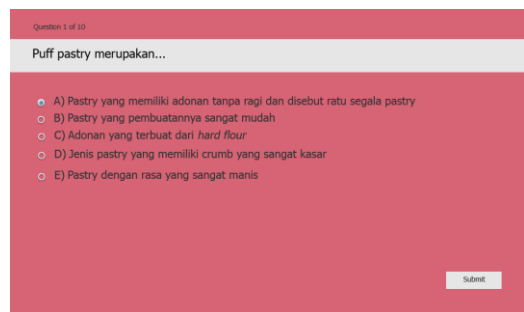 Question 1 of 10
Puff pastry merupakan...
A) Pastry yang memiliki adonan tanpa ragi dan disebut ratu segala pastry
B) Pastry yang pembuatannya sangat mudah
C) Adonan yang terbuat dari hard flour
D) Jenis pastry yang memiliki crumb yang sangat kasar
E) Pastry dengan rasa yang sangat manis
Submit